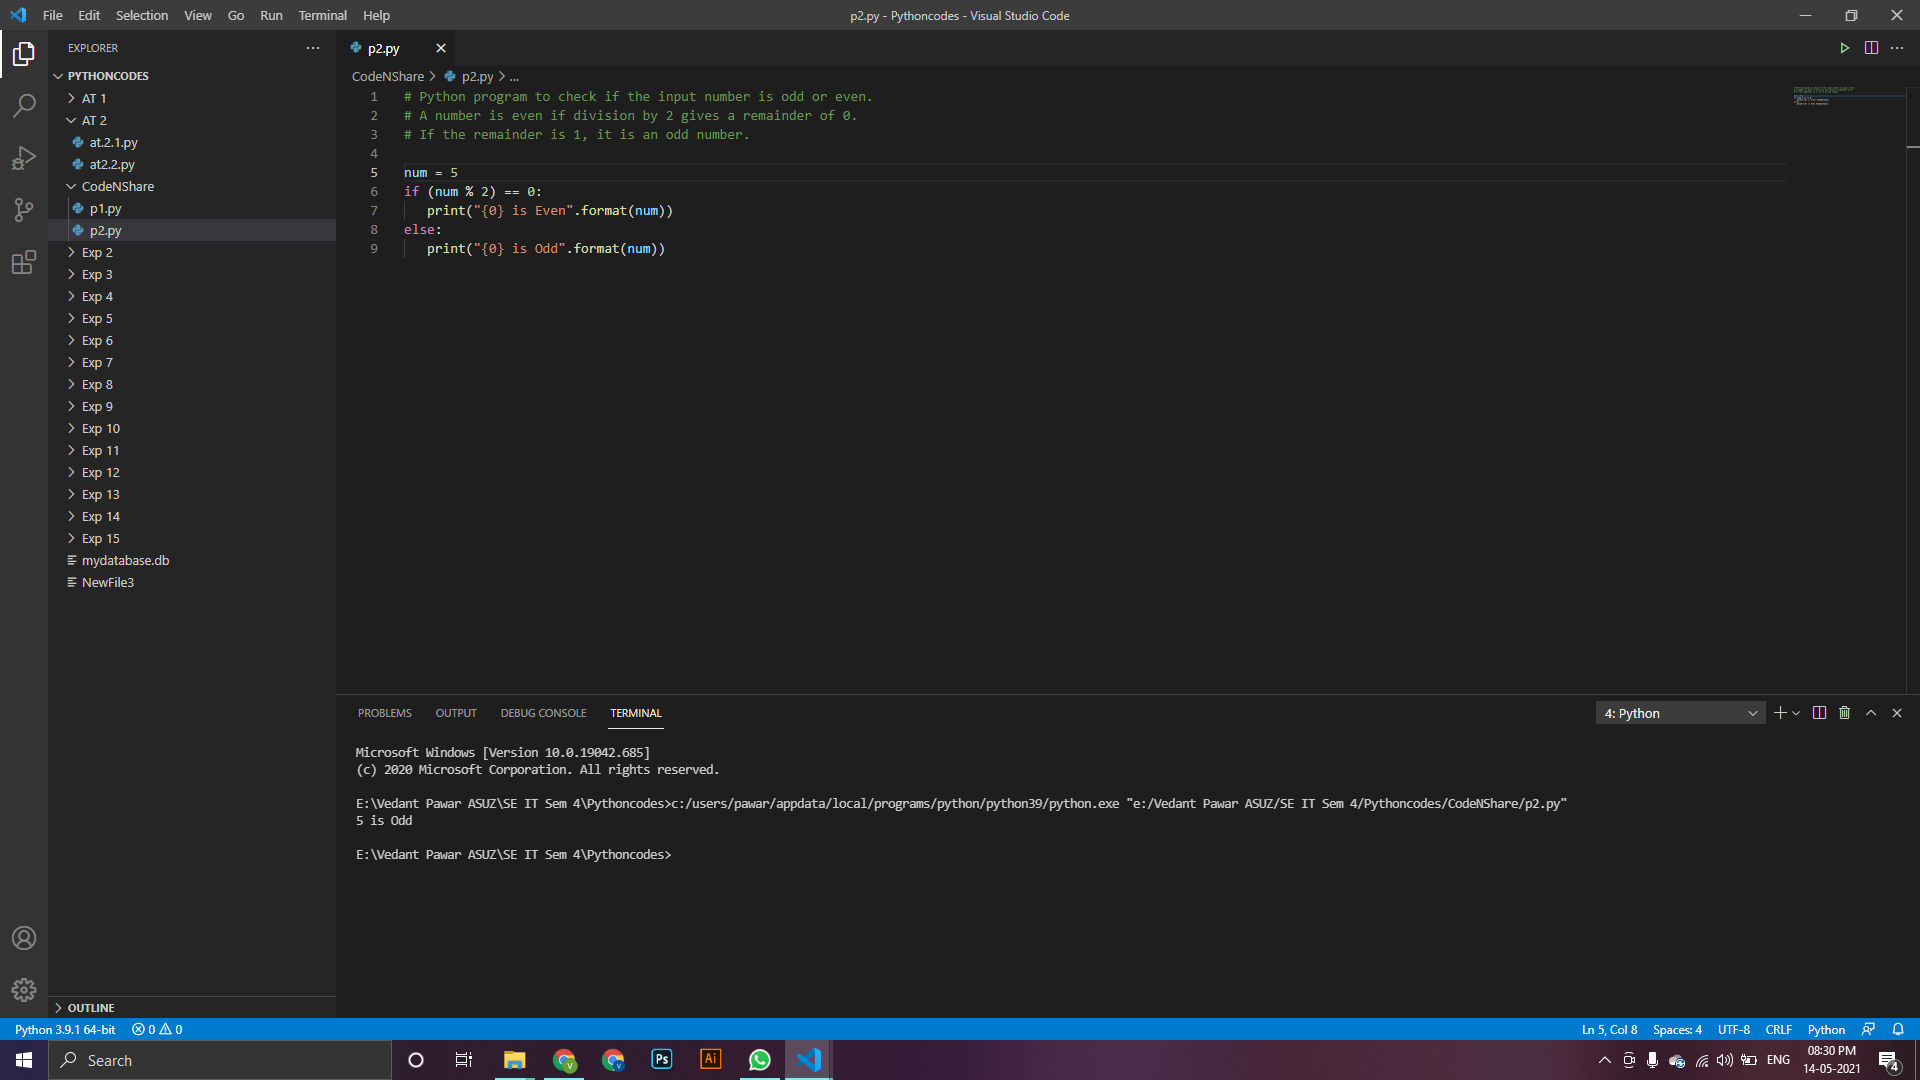 File Edit Selection View Go Run Terminal Help
p2.py - Pythoncodes - Visual Studio Code
EXPLORER
PYTHONCODES
AT 1
AT 2
at.2.1.py
at2.2.py
CodeNShare
p1.py
p2.py
Exp 2
Exp 3
Exp 4
Exp 5
Exp 6
Exp 7
Exp 8
Exp 9
Exp 10
Exp 11
Exp 12
Exp 13
Exp 14
Exp 15
mydatabase.db
NewFile3
OUTLINE
p2.py
CodeNShare > p2.py > ...
1 # Python program to check if the input number is odd or even.
2 # A number is even if division by 2 gives a remainder of 0.
3 # If the remainder is 1, it is an odd number.
4
5 num = 5
6 if (num % 2) == 0:
7 print("{0} is Even".format(num))
8 else:
9 print("{0} is Odd".format(num))
PROBLEMS OUTPUT DEBUG CONSOLE TERMINAL
4: Python
Microsoft Windows [Version 10.0.19042.685]
(c) 2020 Microsoft Corporation. All rights reserved.
E:\Vedant Pawar ASUZ\SE IT Sem 4\Pythoncodes>c:/users/pawar/appdata/local/programs/python/python39/python.exe "e:/Vedant Pawar ASUZ/SE IT Sem 4/Pythoncodes/CodeNShare/p2.py"
5 is Odd
E:\Vedant Pawar ASUZ\SE IT Sem 4\Pythoncodes>
Python 3.9.1 64-bit 0 0
Ln 5, Col 8 Spaces: 4 UTF-8 CRLF Python
Search
Ps
Ai
ENG
08:30 PM
14-05-2021
4